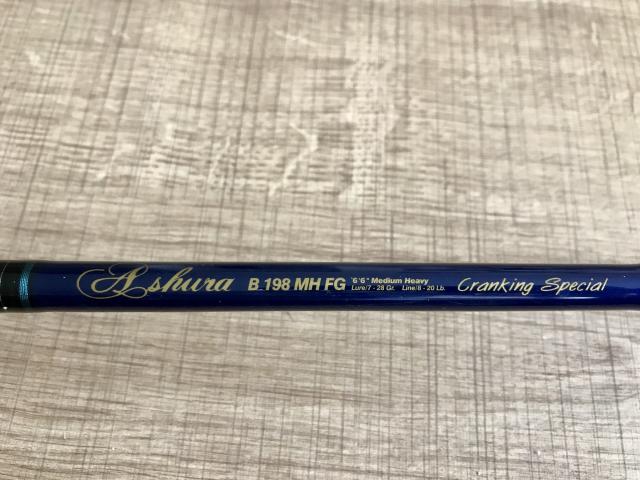 Ashura B 198 MH FG '6'6" Medium Heavy
Lure/7 - 28 Gr. Line/8 - 20 Lb.
Cranking Special